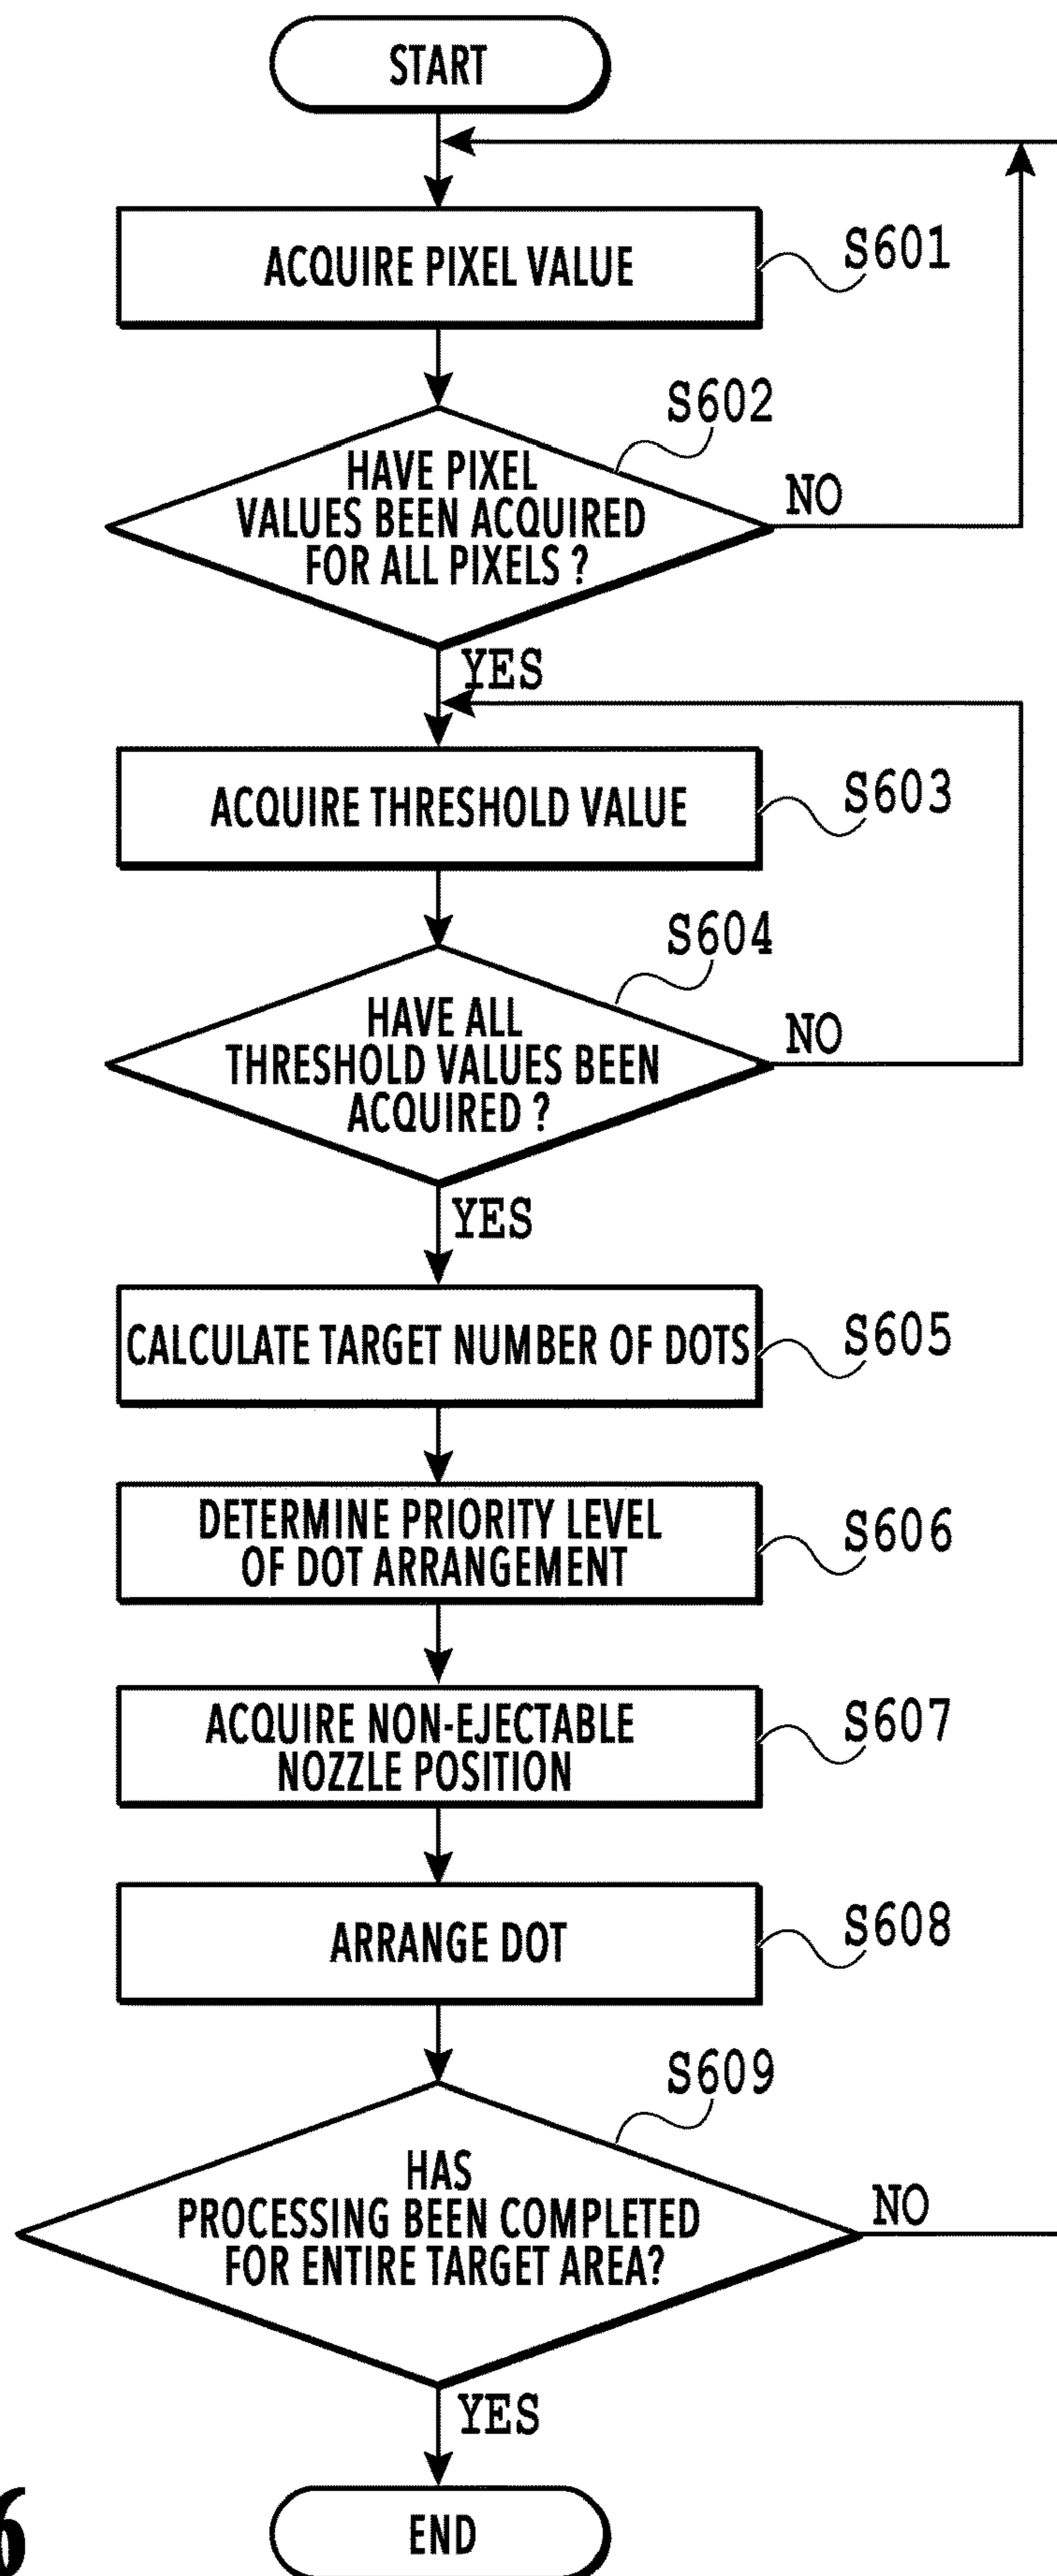 START
ACQUIRE PIXEL VALUE
S601
S602
HAVE PIXEL
VALUES BEEN ACQUIRED
FOR ALL PIXELS ?
NO
YES
ACQUIRE THRESHOLD VALUE
S603
S604
HAVE ALL
THRESHOLD VALUES BEEN
ACQUIRED ?
NO
YES
CALCULATE TARGET NUMBER OF DOTS
S605
DETERMINE PRIORITY LEVEL
OF DOT ARRANGEMENT
S606
ACQUIRE NON-EJECTABLE
NOZZLE POSITION
S607
ARRANGE DOT
S608
S609
HAS
PROCESSING BEEN COMPLETED
FOR ENTIRE TARGET AREA?
NO
YES
6
END